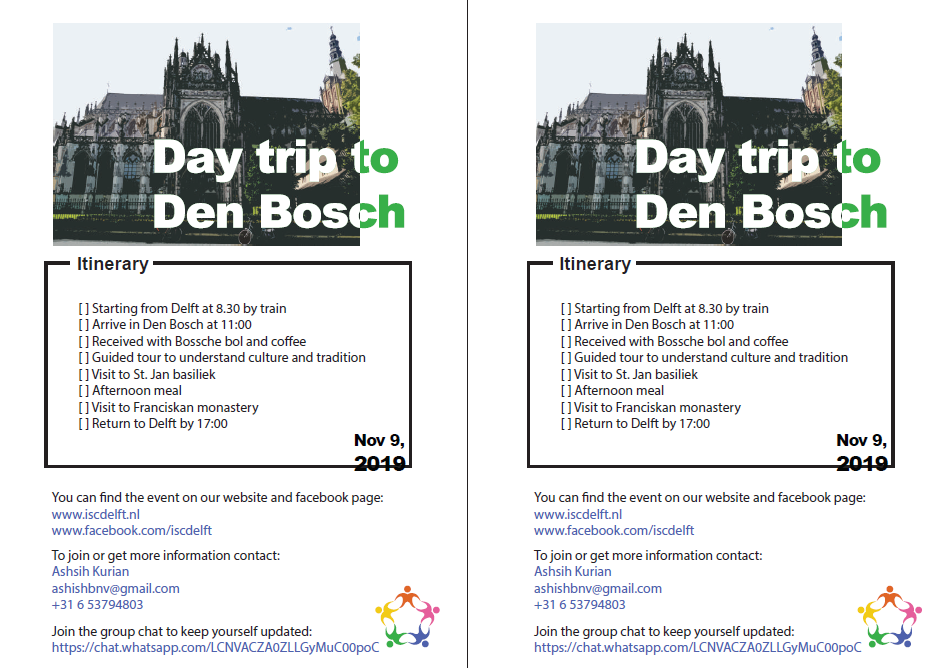 Day trip to
Den Bosch
Itinerary
[ ] Starting from Delft at 8.30 by train
[ ] Arrive in Den Bosch at 11:00
[ ] Received with Bossche bol and coffee
[ ] Guided tour to understand culture and tradition
[ ] Visit to St. Jan basiliek
[ ] Afternoon meal
[ ] Visit to Franciskan monastery
[ ] Return to Delft by 17:00
Nov 9,
2019
You can find the event on our website and facebook page:
www.iscdelft.nl
www.facebook.com/iscdelft
To join or get more information contact:
Ashsih Kurian
ashishbnv@gmail.com
+31 6 53794803
Join the group chat to keep yourself updated:
https://chat.whatsapp.com/LCNVACZA0ZLLGyMuC00poC
Day trip to
Den Bosch
Itinerary
[ ] Starting from Delft at 8.30 by train
[ ] Arrive in Den Bosch at 11:00
[ ] Received with Bossche bol and coffee
[ ] Guided tour to understand culture and tradition
[ ] Visit to St. Jan basiliek
[ ] Afternoon meal
[ ] Visit to Franciskan monastery
[ ] Return to Delft by 17:00
Nov 9,
2019
You can find the event on our website and facebook page:
www.iscdelft.nl
www.facebook.com/iscdelft
To join or get more information contact:
Ashsih Kurian
ashishbnv@gmail.com
+31 6 53794803
Join the group chat to keep yourself updated:
https://chat.whatsapp.com/LCNVACZA0ZLLGyMuC00poC